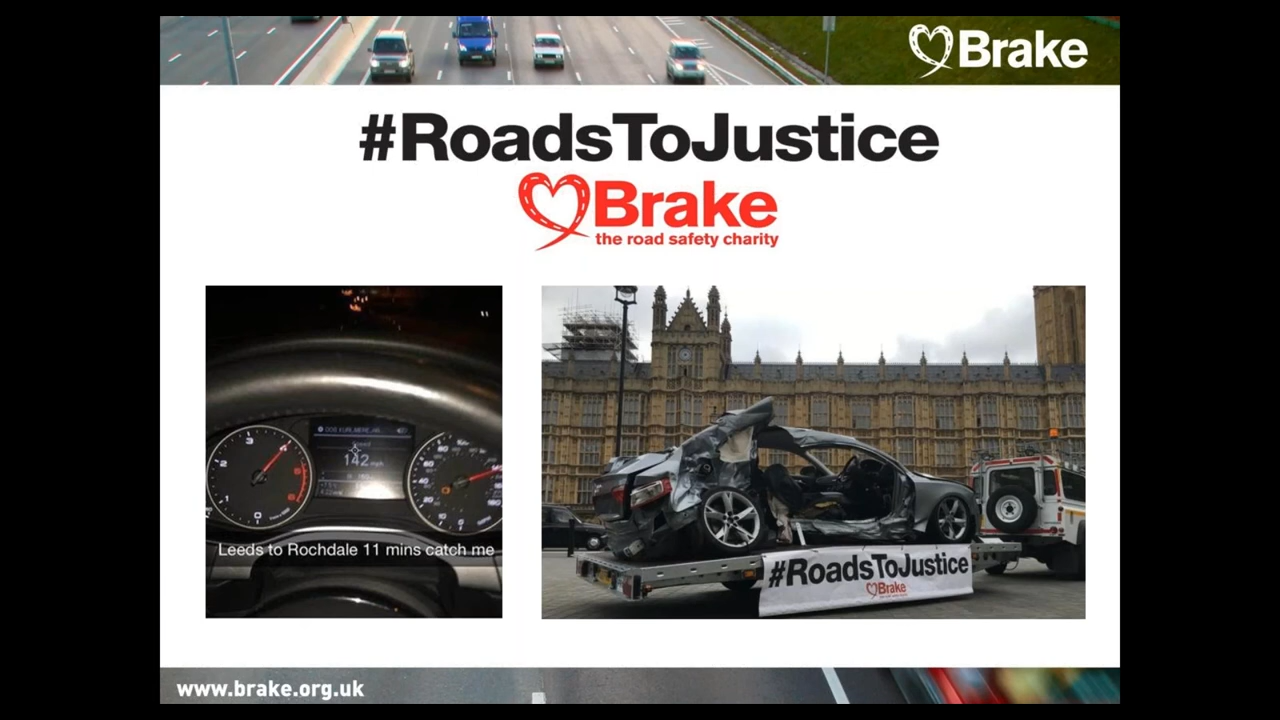 Brake
#RoadsToJustice
Brake
the road safety charity
142 mph
Leeds to Rochdale 11 mins catch me
#RoadsToJustice
Brake
www.brake.org.uk